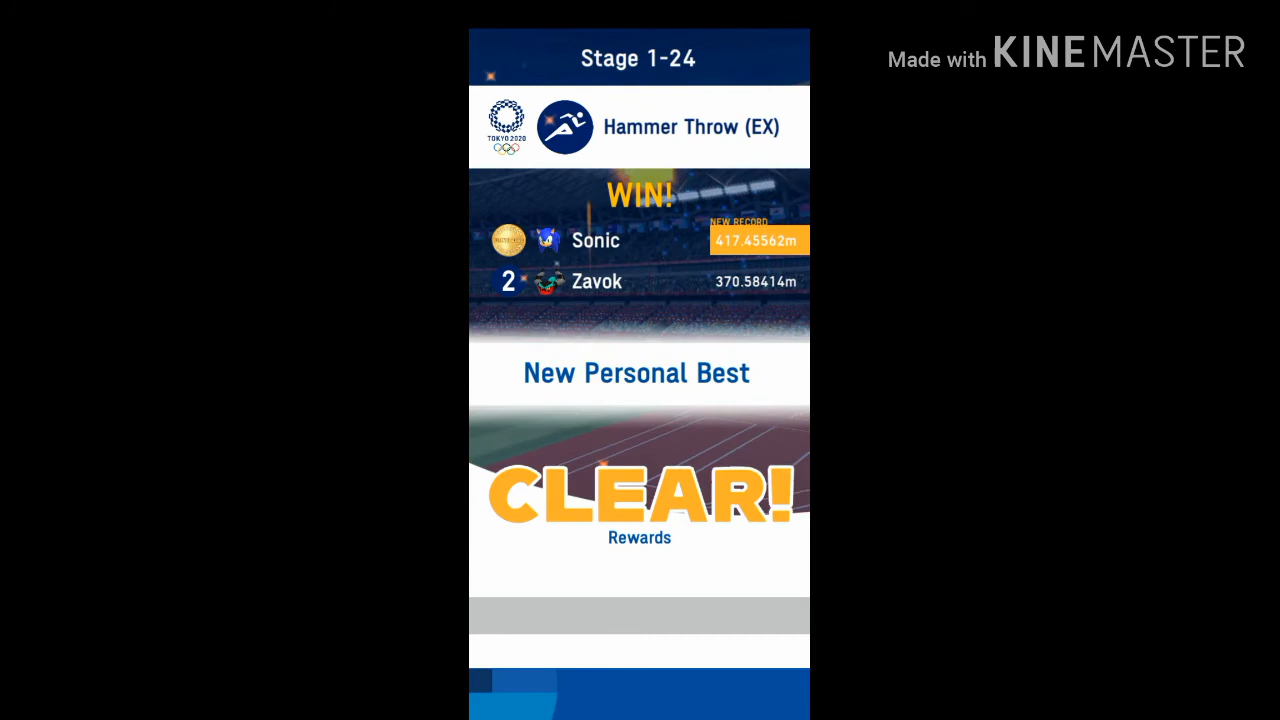 Stage 1-24
Made with KINEMASTER
TOKYO 2020
Hammer Throw (EX)
WIN!
NEW RECORD
Sonic 417.45562m
2 Zavok 370.58414m
New Personal Best
CLEAR!
Rewards